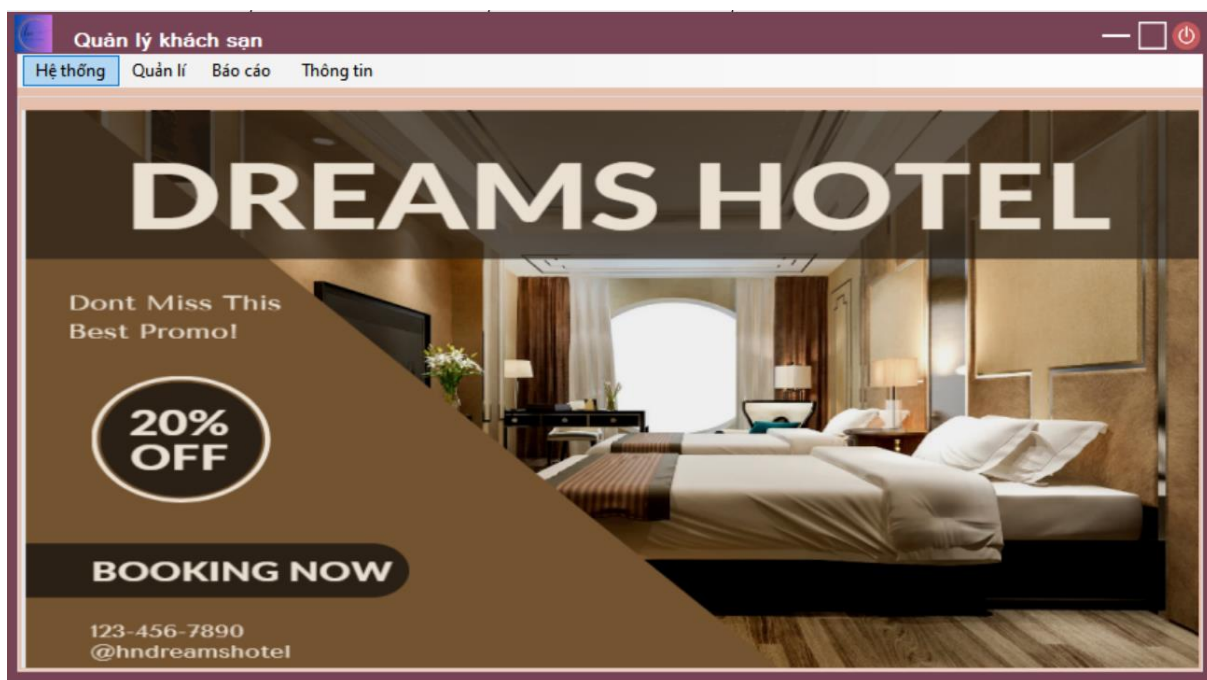 Quản lý khách sạn
Hệ thống Quản lí Báo cáo Thông tin
DREAMS HOTEL
Dont Miss This
Best Promo!
20%
OFF
BOOKING NOW
123-456-7890
@hndreamshotel